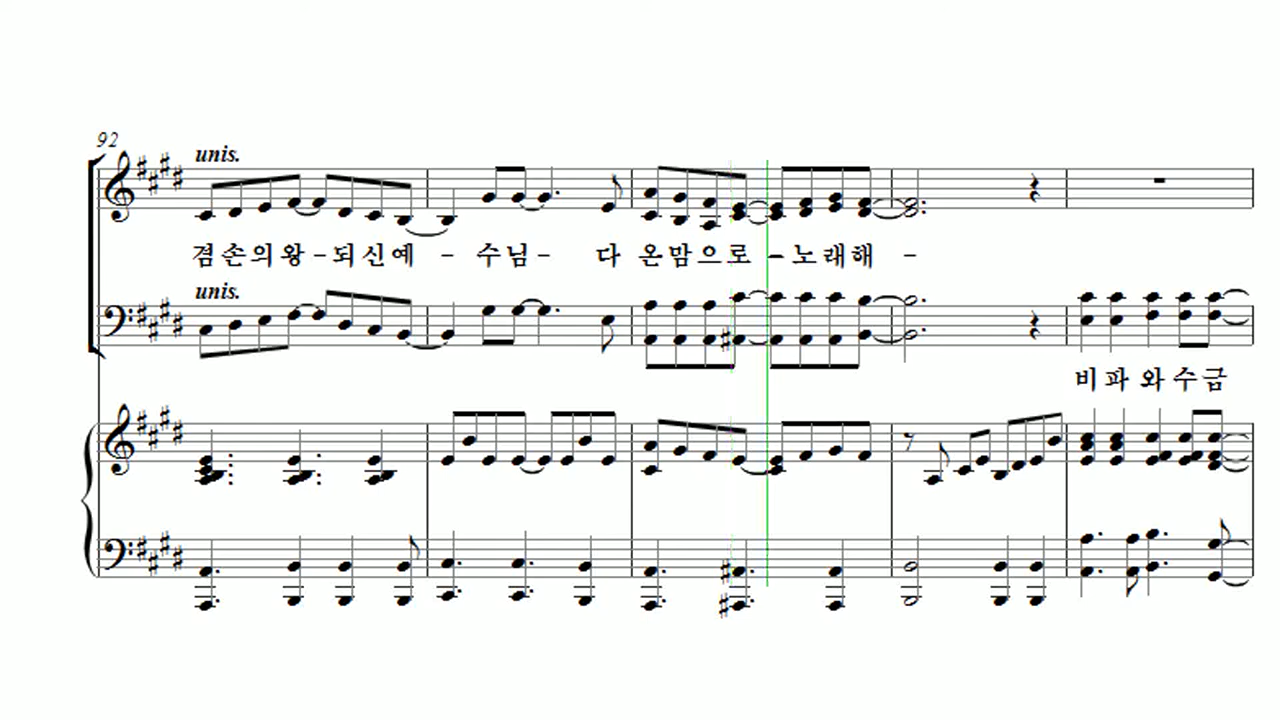 92
unis.
겸손의왕-되신예 - 수님- 다 온맘으로-노래해 -
unis.
비파와수금